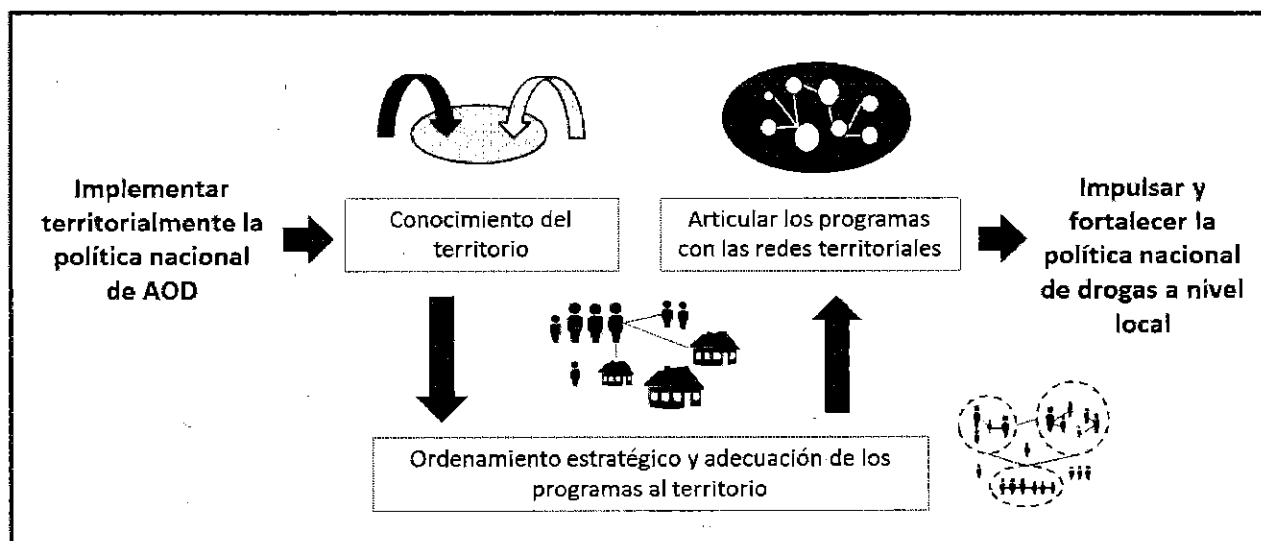 Implementar
territorialmente la
política nacional
de AOD
Conocimiento del
territorio
Articular los programas
con las redes territoriales
Impulsar y
fortalecer la
política nacional
de drogas a nivel
local
Ordenamiento estratégico y adecuación de los
programas al territorio